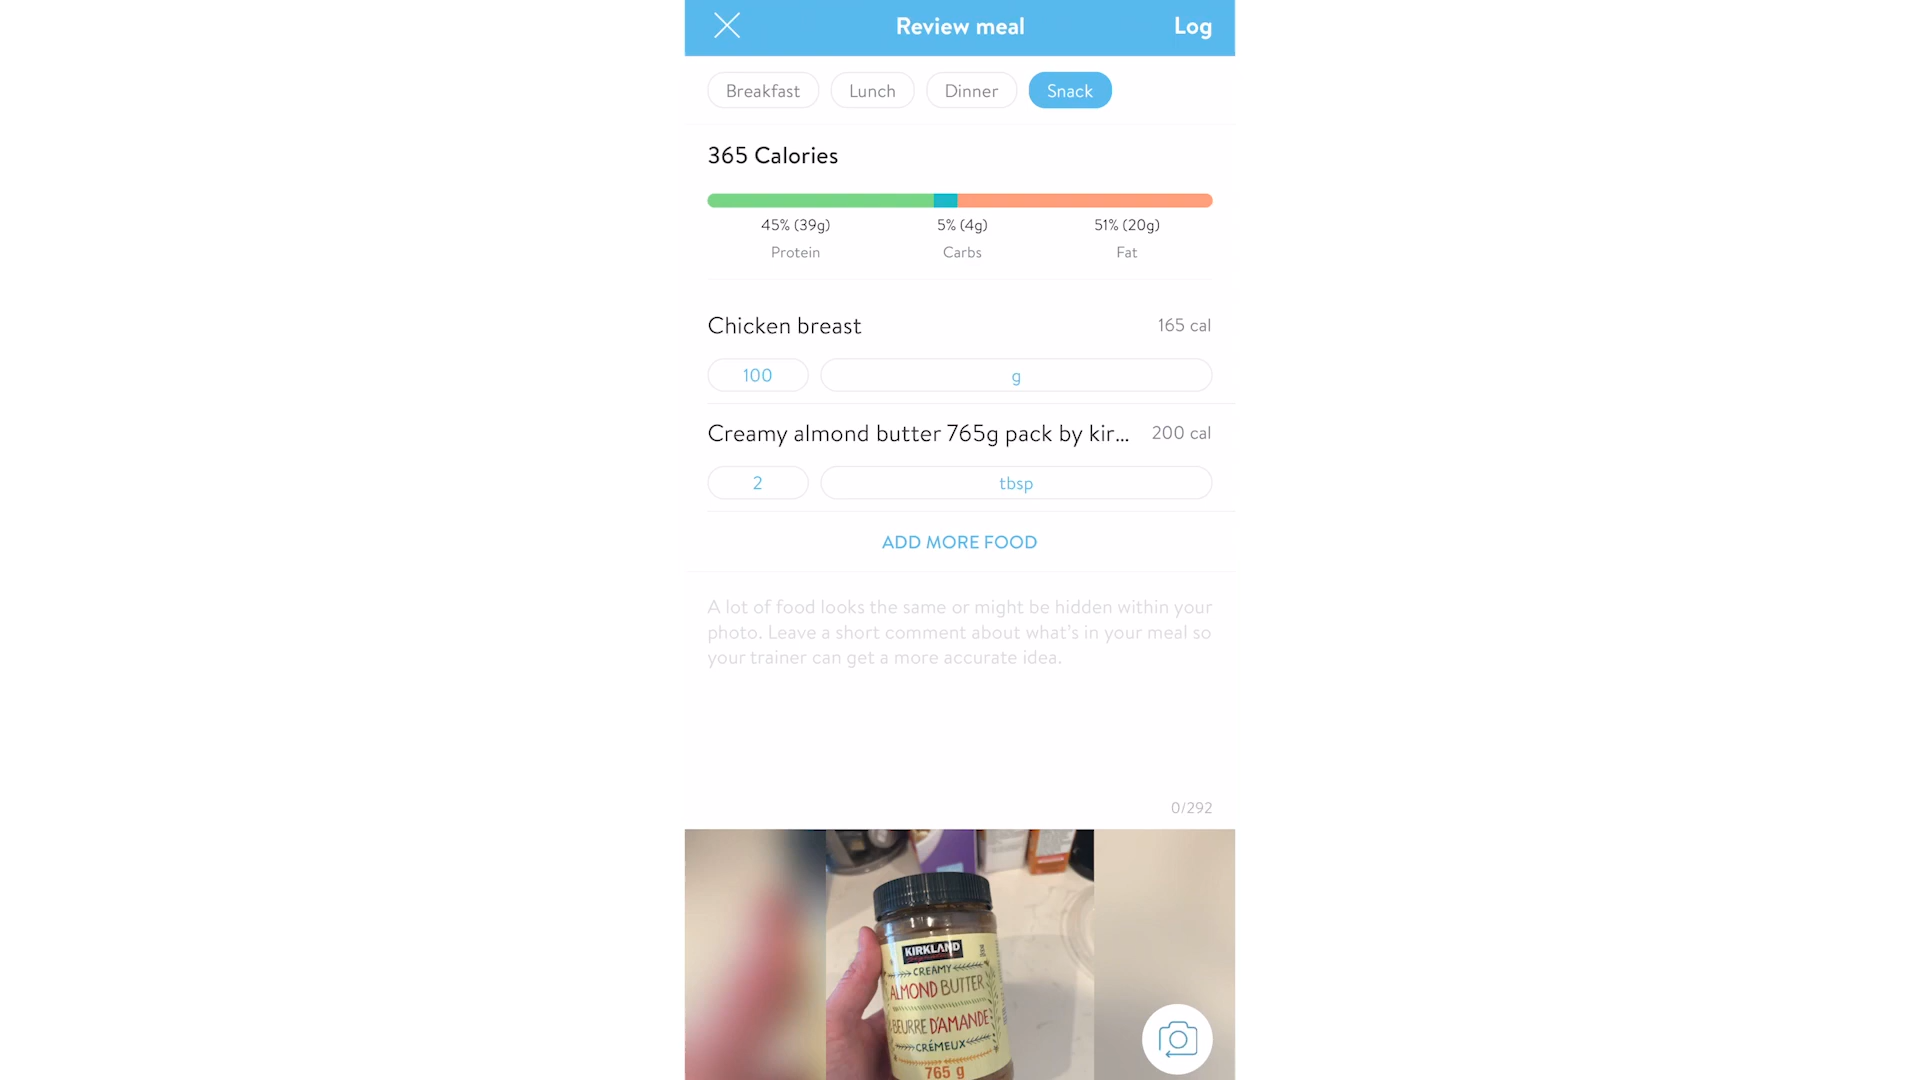 Review meal
Log
Breakfast
Lunch
Dinner
Snack
365 Calories
45% (39g)
5% (4g)
51% (20g)
Protein
Carbs
Fat
Chicken breast
165 cal
100
g
Creamy almond butter 765g pack by kir...
200 cal
2
tbsp
ADD MORE FOOD
A lot of food looks the same or might be hidden within your
photo. Leave a short comment about what's in your meal so
your trainer can get a more accurate idea.
0/292
KIRKLAND
CREAMY
ALMOND BUTTER
BEURRE D'AMANDE
CRÉMEUX
765 g